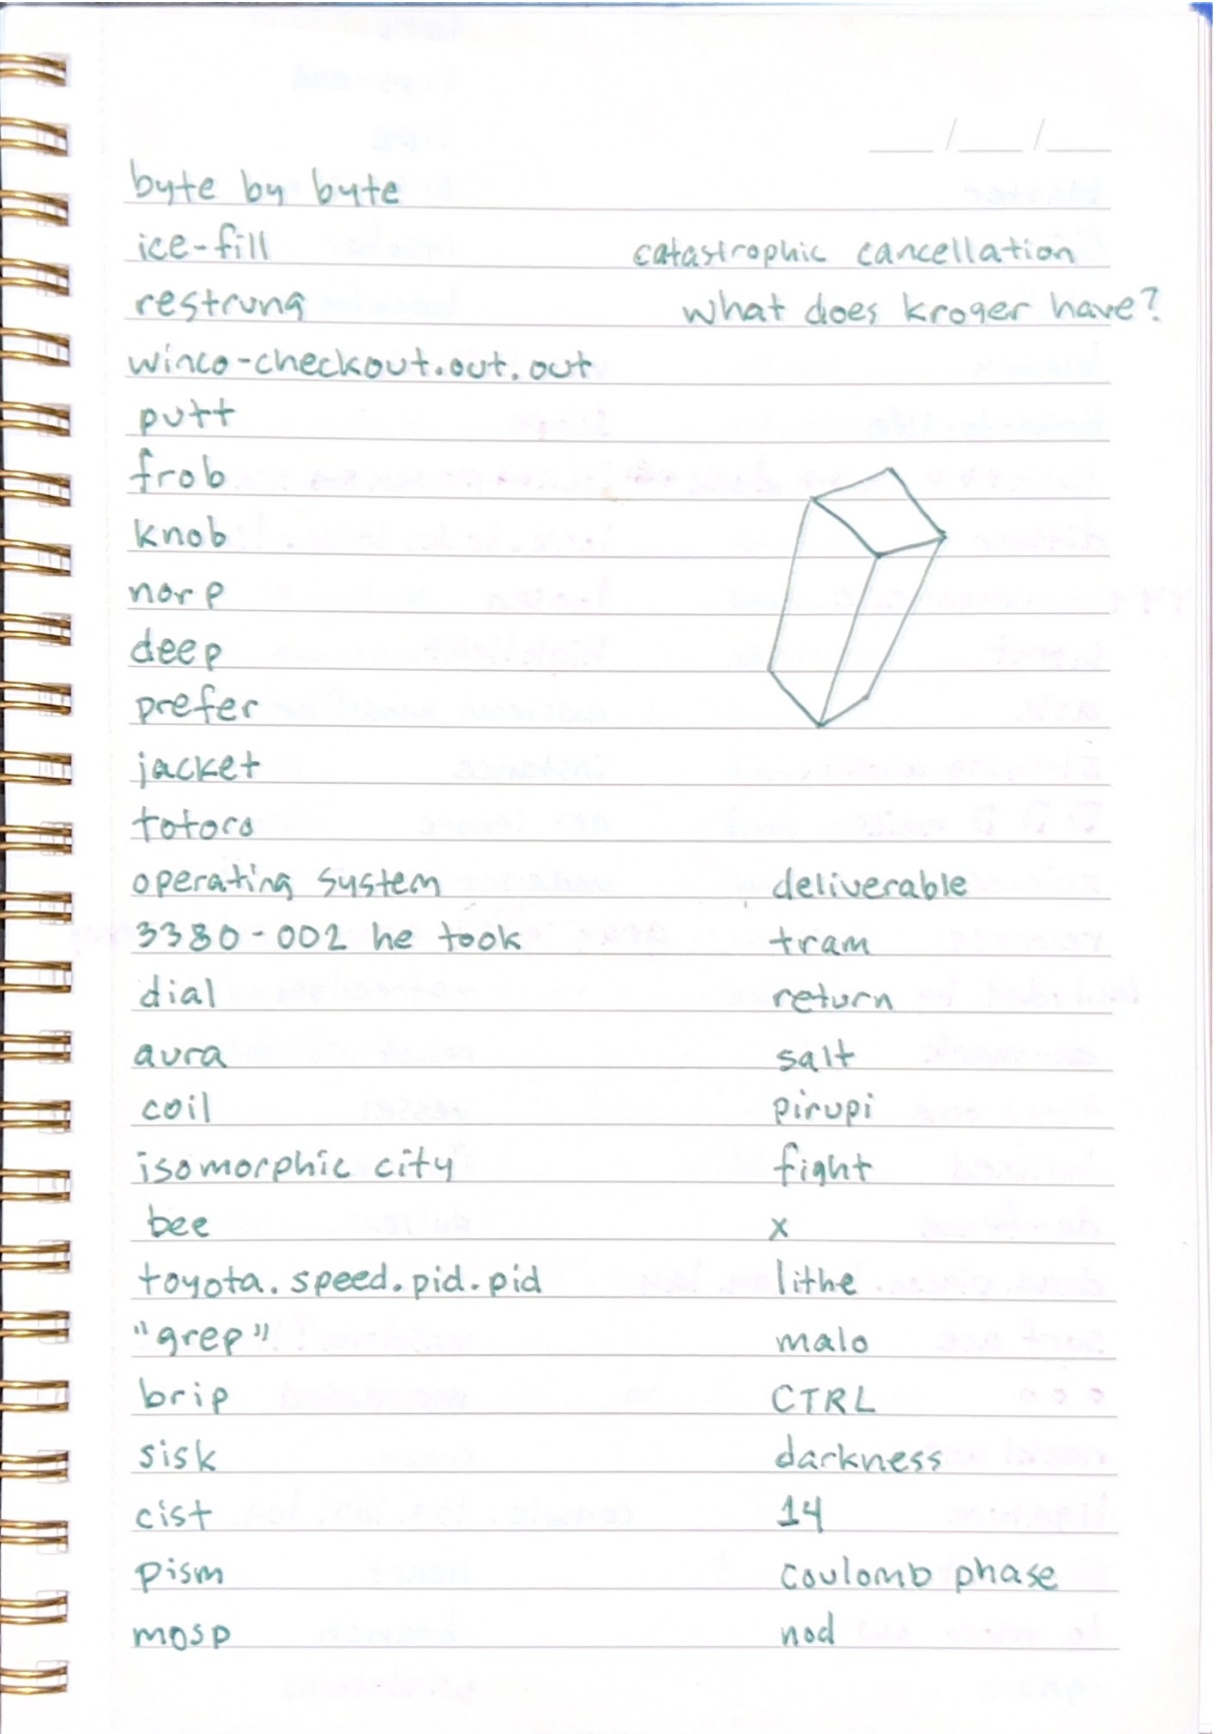 byte by byte
ice-fill
catastrophic cancellation
restrung
what does kroger have?
winco-checkout.out.out
putt
frob
knob
norp
deep
prefer
jacket
totoro
operating system
deliverable
3380-002 he took
tram
dial
return
aura
salt
coil
pirupi
isomorphic city
fight
bee
x
toyota.speed.pid.pid
lithe
"grep"
malo
brip
CTRL
sisk
darkness
cist
14
pism
coulomb phase
mosp
nod